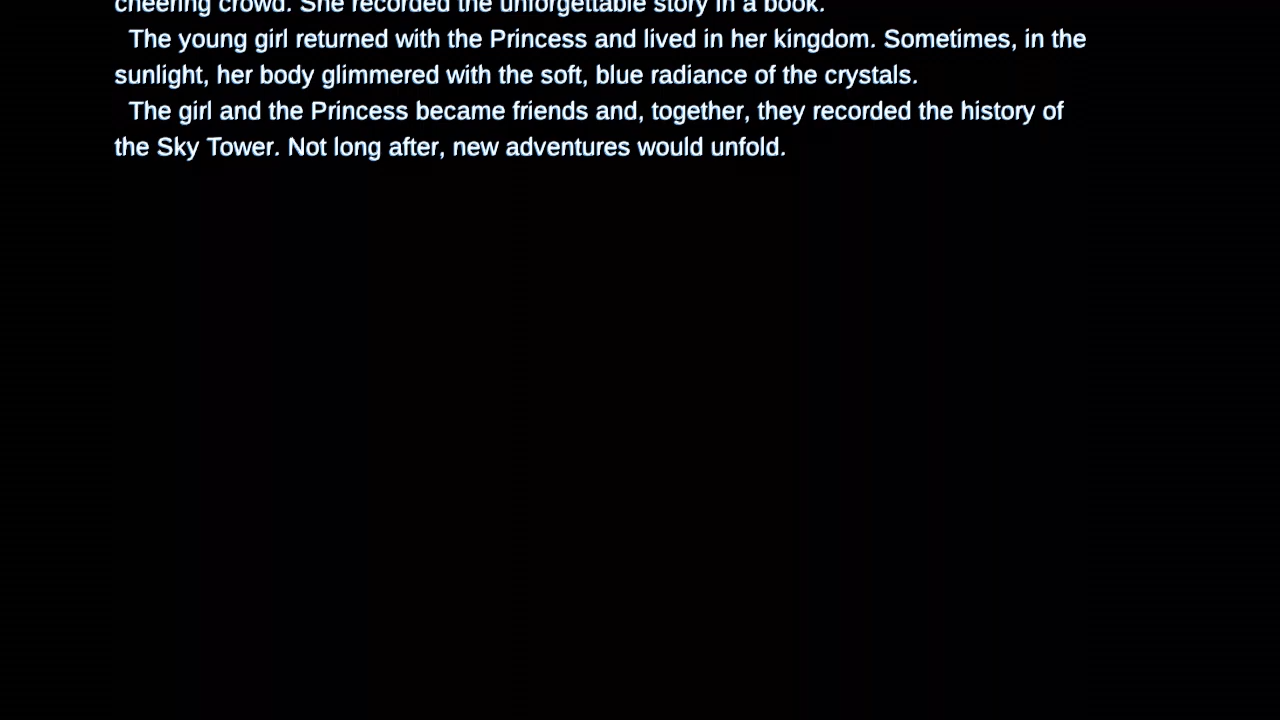 cheering crowd. She recorded the unforgettable story in a book.
The young girl returned with the Princess and lived in her kingdom. Sometimes, in the
sunlight, her body glimmered with the soft, blue radiance of the crystals.
The girl and the Princess became friends and, together, they recorded the history of
the Sky Tower. Not long after, new adventures would unfold.